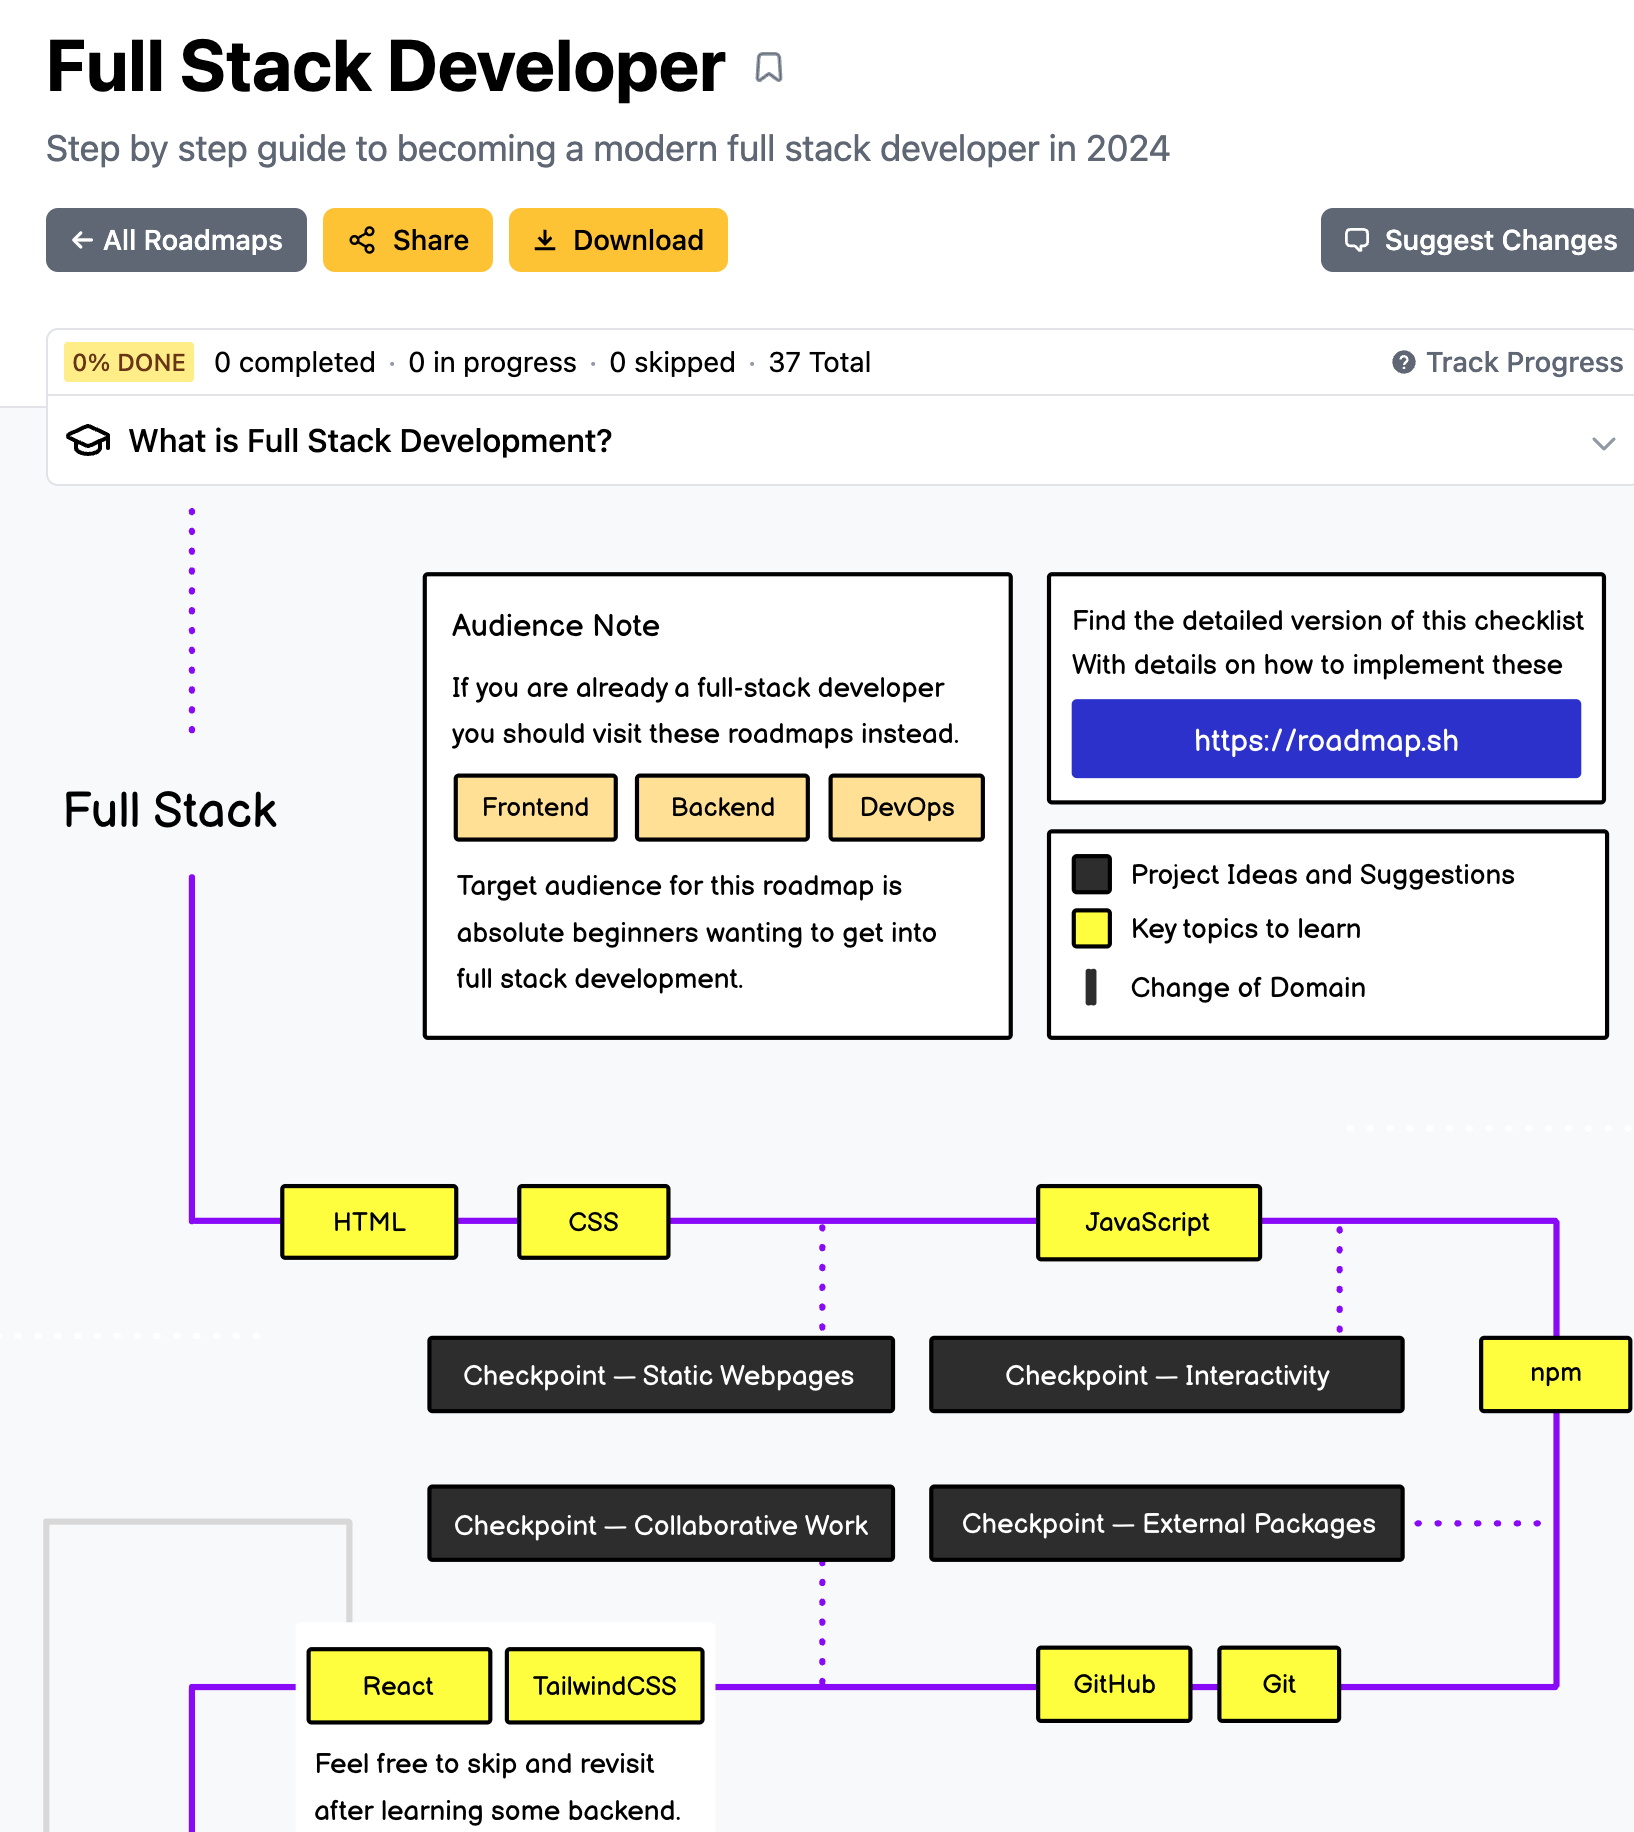 Full Stack Developer
Step by step guide to becoming a modern full stack developer in 2024
← All Roadmaps
Share
Download
Suggest Changes
0% DONE 0 completed · 0 in progress · 0 skipped · 37 Total
Track Progress
What is Full Stack Development?
Full Stack
Audience Note
If you are already a full-stack developer
you should visit these roadmaps instead.
Frontend
Backend
DevOps
Target audience for this roadmap is
absolute beginners wanting to get into
full stack development.
Find the detailed version of this checklist
With details on how to implement these
https://roadmap.sh
Project Ideas and Suggestions
Key topics to learn
Change of Domain
HTML
CSS
JavaScript
Checkpoint — Static Webpages
Checkpoint — Interactivity
npm
Checkpoint — Collaborative Work
Checkpoint — External Packages
React
TailwindCSS
GitHub
Git
Feel free to skip and revisit
after learning some backend.